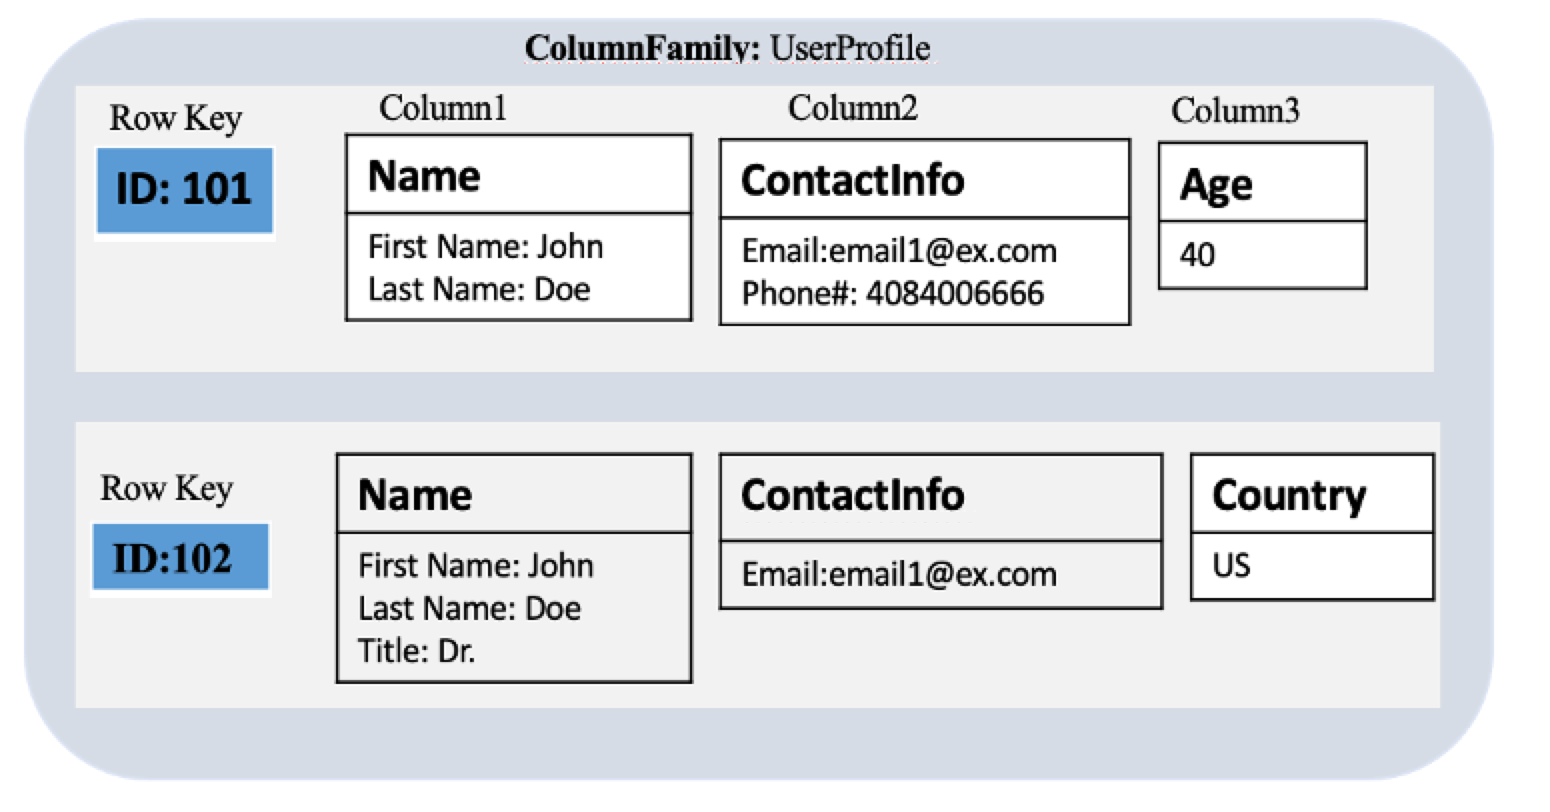 ColumnFamily: UserProfile
Row Key
Column1
Column2
Column3
ID: 101
Name
First Name: John
Last Name: Doe
ContactInfo
Email:email1@ex.com
Phone#: 4084006666
Age
40
Row Key
ID:102
Name
First Name: John
Last Name: Doe
Title: Dr.
ContactInfo
Email:email1@ex.com
Country
US